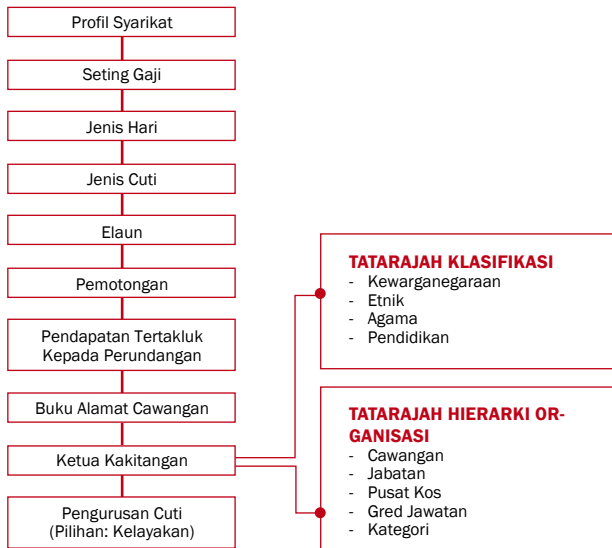 Profil Syarikat
Seting Gaji
Jenis Hari
Jenis Cuti
Elaun
Pemotongan
Pendapatan Tertakluk
Kepada Perundangan
Buku Alamat Cawangan
Ketua Kakitangan
Pengurusan Cuti
(Pilihan: Kelayakan)
TATARAJAH KLASIFIKASI
- Kewarganegaraan
- Etnik
- Agama
- Pendidikan
TATARAJAH HIERARKI OR-
GANISASI
- Cawangan
- Jabatan
- Pusat Kos
- Gred Jawatan
- Kategori